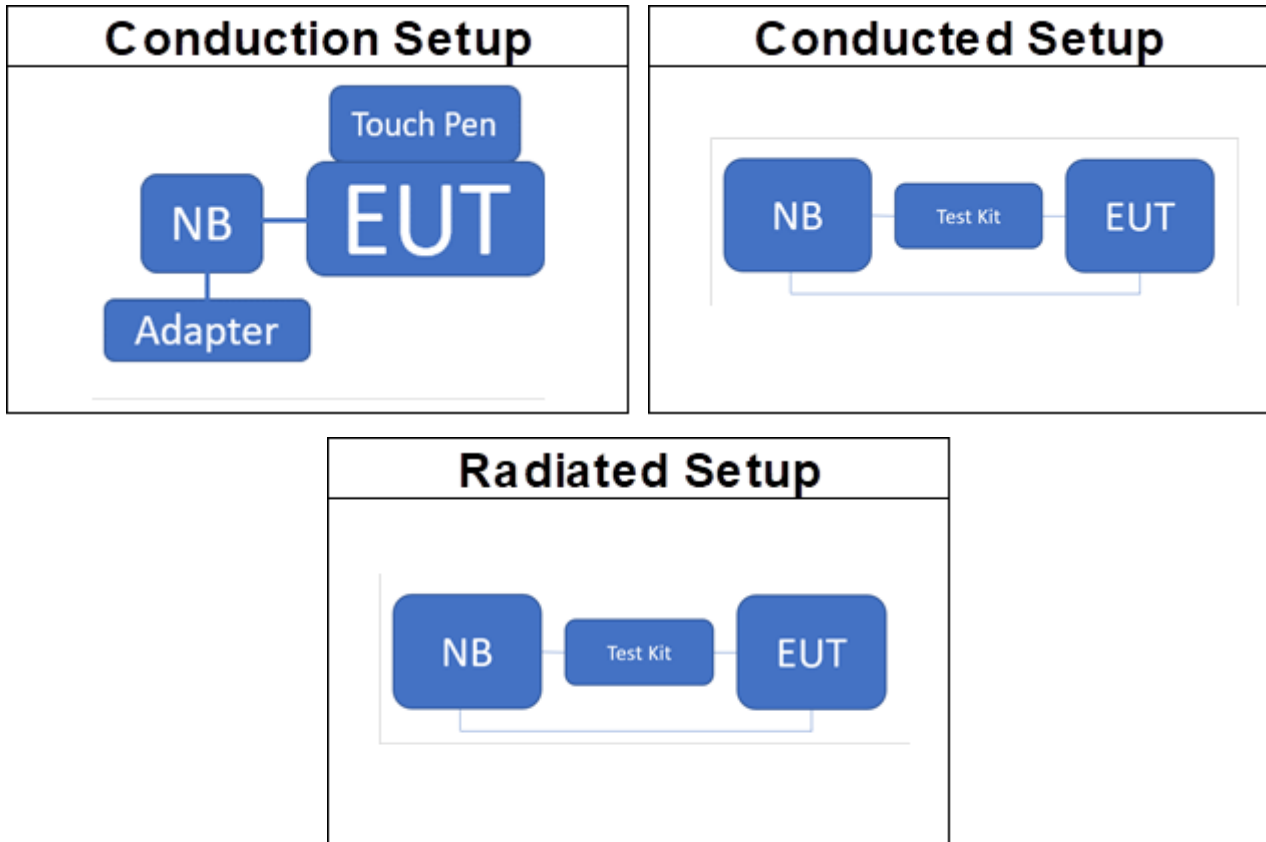 Conduction Setup
Touch Pen
NB
EUT
Adapter
Conducted Setup
NB
Test Kit
EUT
Radiated Setup
NB
Test Kit
EUT